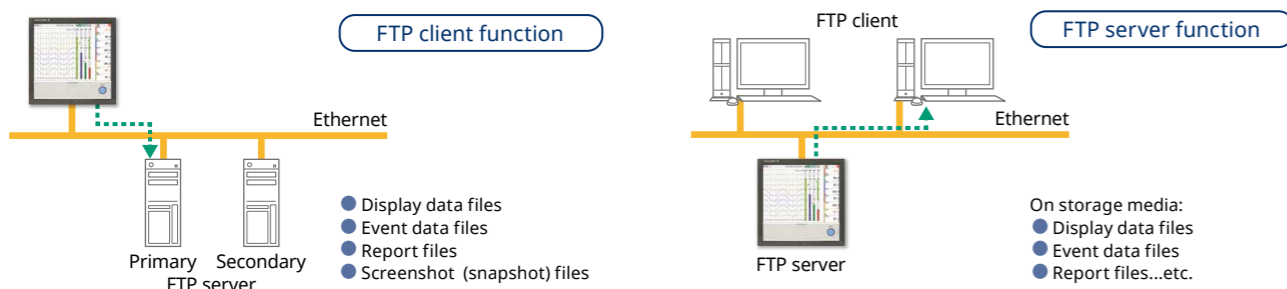 FTP client function
Ethernet
Primary
Secondary
FTP server
Display data files
Event data files
Report files
Screenshot (snapshot) files
FTP client
FTP server function
Ethernet
FTP server
On storage media:
Display data files
Event data files
Report files...etc.